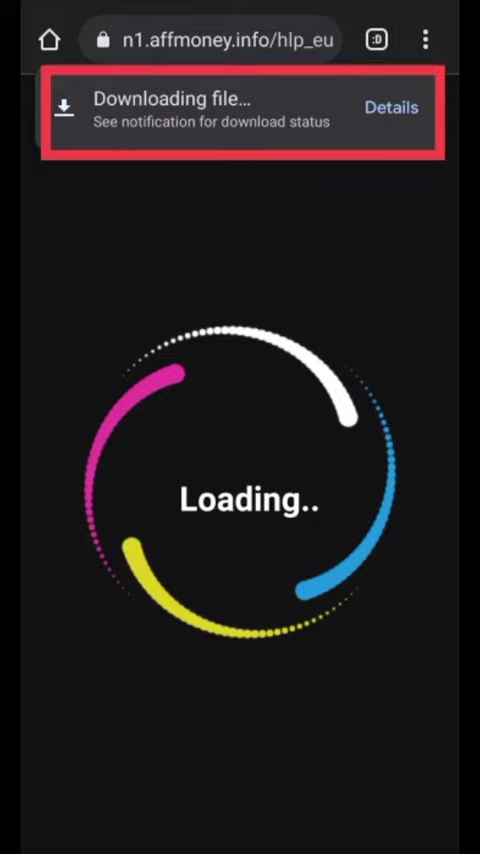 n1.affmoney.info/hlp_eu
:D
Downloading file...
See notification for download status
Details
Loading..